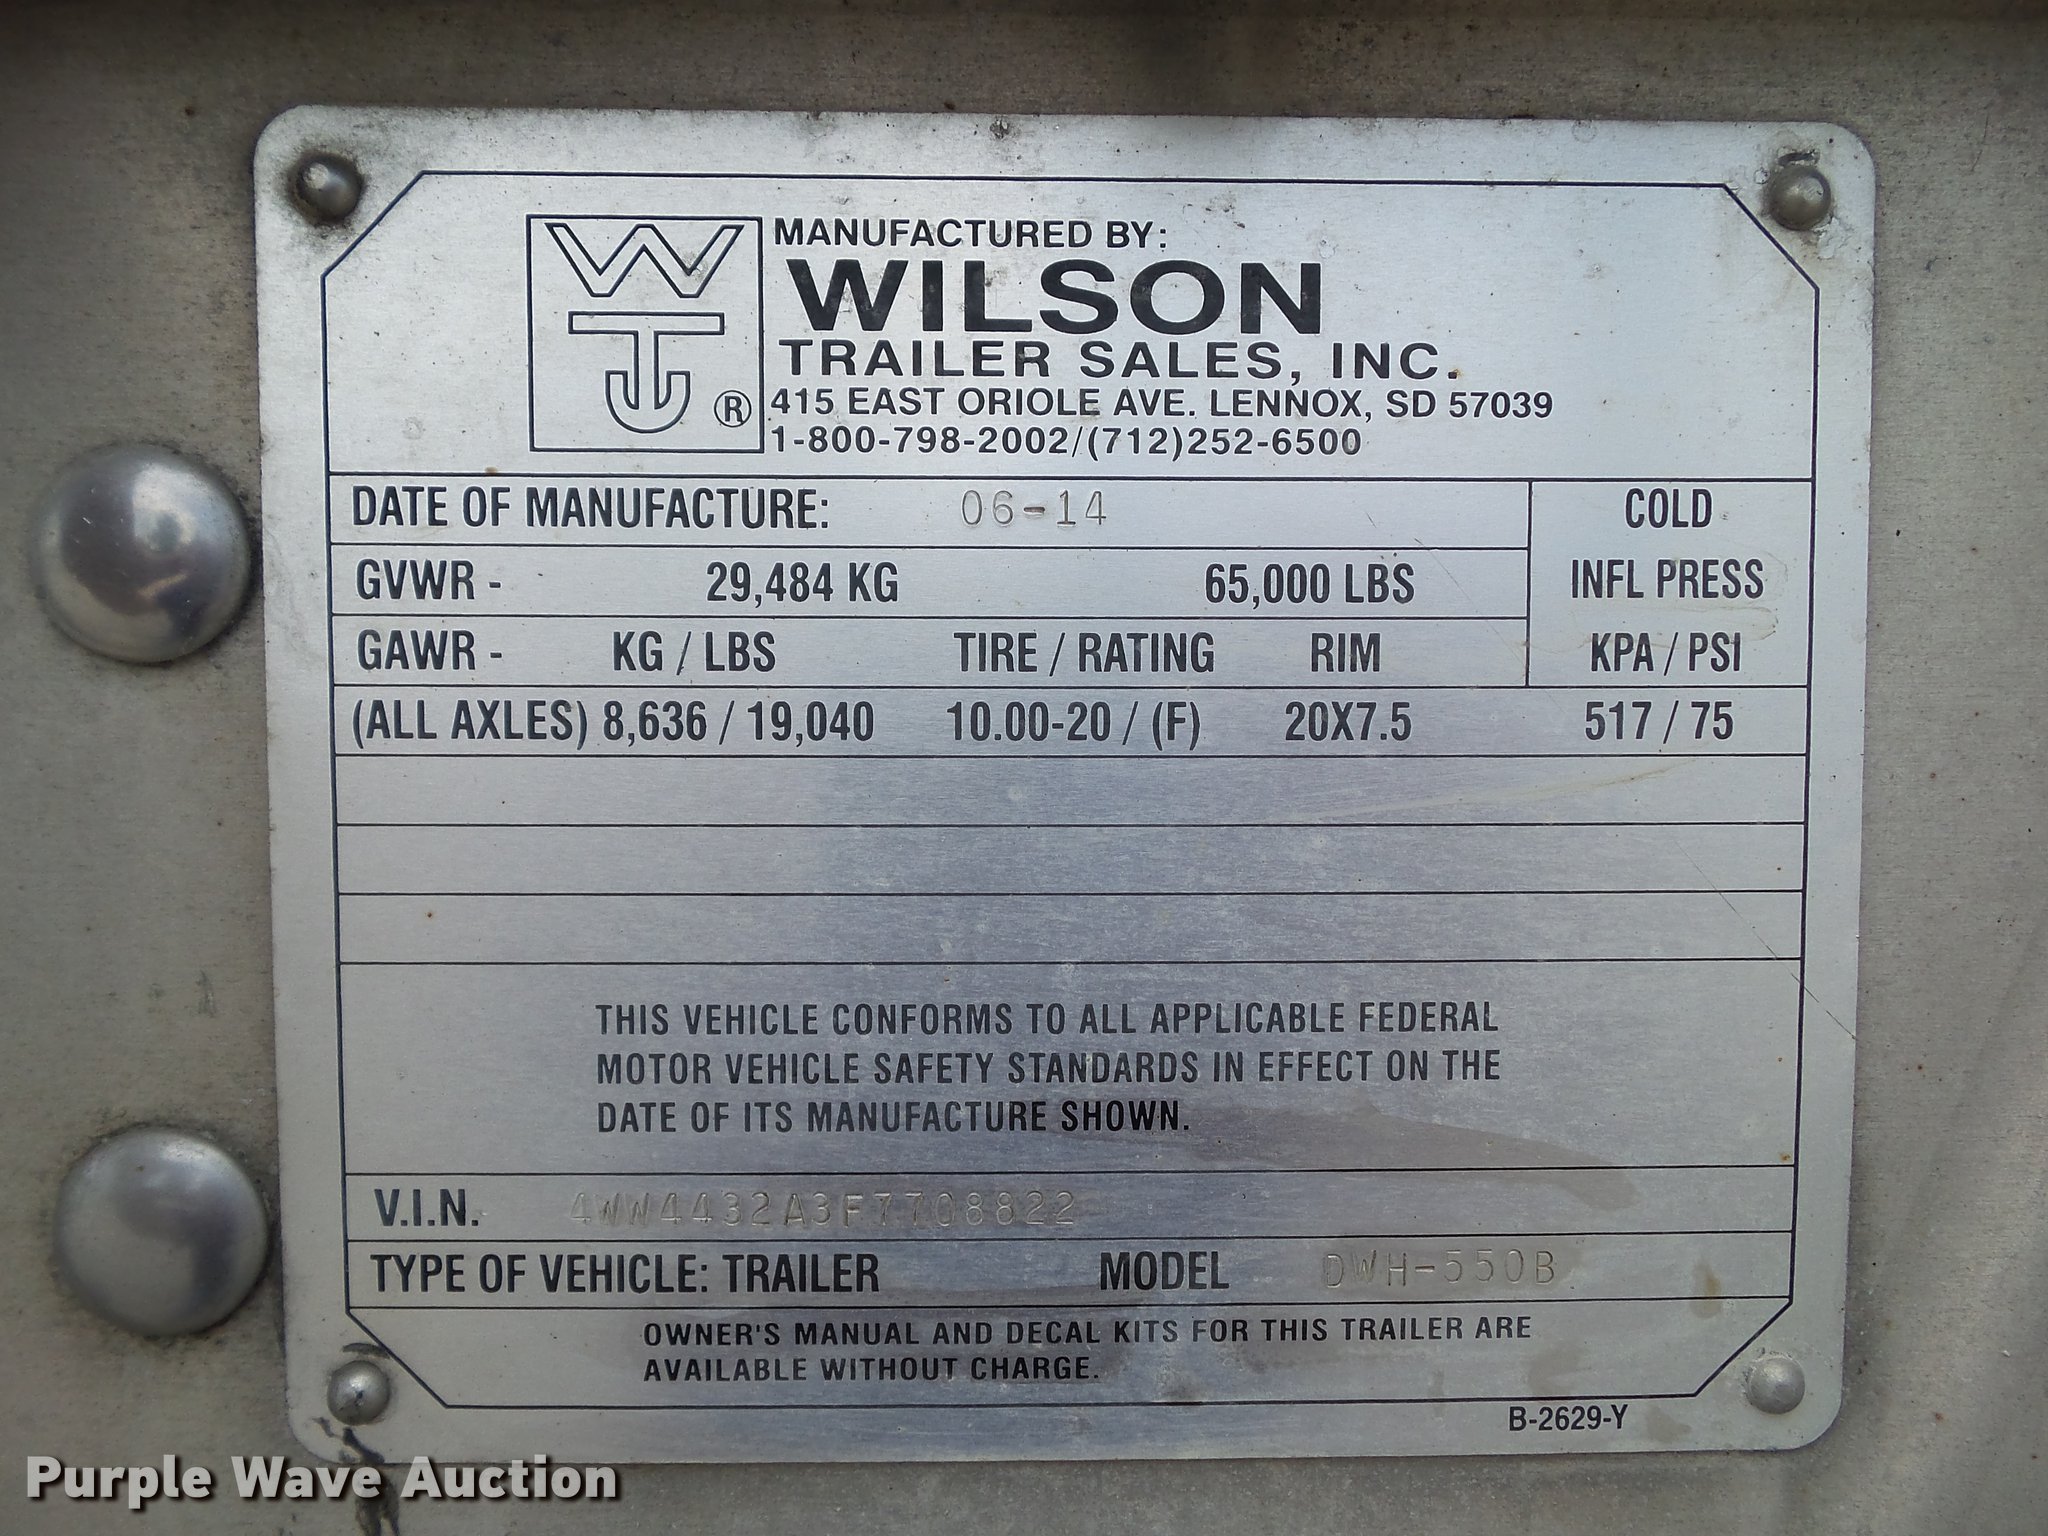 WTJ ®
MANUFACTURED BY:
WILSON
TRAILER SALES, INC.
415 EAST ORIOLE AVE. LENNOX, SD 57039
1-800-798-2002/(712)252-6500
DATE OF MANUFACTURE: 06-14
COLD
INFL PRESS
KPA / PSI
GVWR - 29,484 KG 65,000 LBS
GAWR - KG / LBS TIRE / RATING RIM
(ALL AXLES) 8,636 / 19,040 10.00-20 / (F) 20X7.5 517 / 75
THIS VEHICLE CONFORMS TO ALL APPLICABLE FEDERAL
MOTOR VEHICLE SAFETY STANDARDS IN EFFECT ON THE
DATE OF ITS MANUFACTURE SHOWN.
V.I.N. 4WW4432A3F7708822
TYPE OF VEHICLE: TRAILER MODEL DWH-550B
OWNER'S MANUAL AND DECAL KITS FOR THIS TRAILER ARE
AVAILABLE WITHOUT CHARGE.
B-2629-Y
Purple Wave Auction